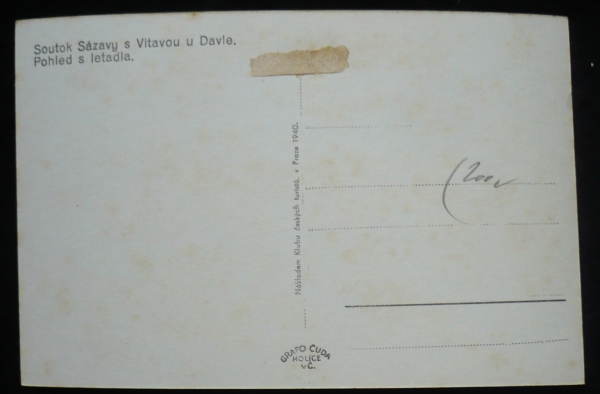 Soutok Sázavy s Vltavou u Davle.
Pohled s letadla.
Nákladem Klubu českých turistů, v Praze 1940.
GRAFO ČUDA
HOLICE
v Č.